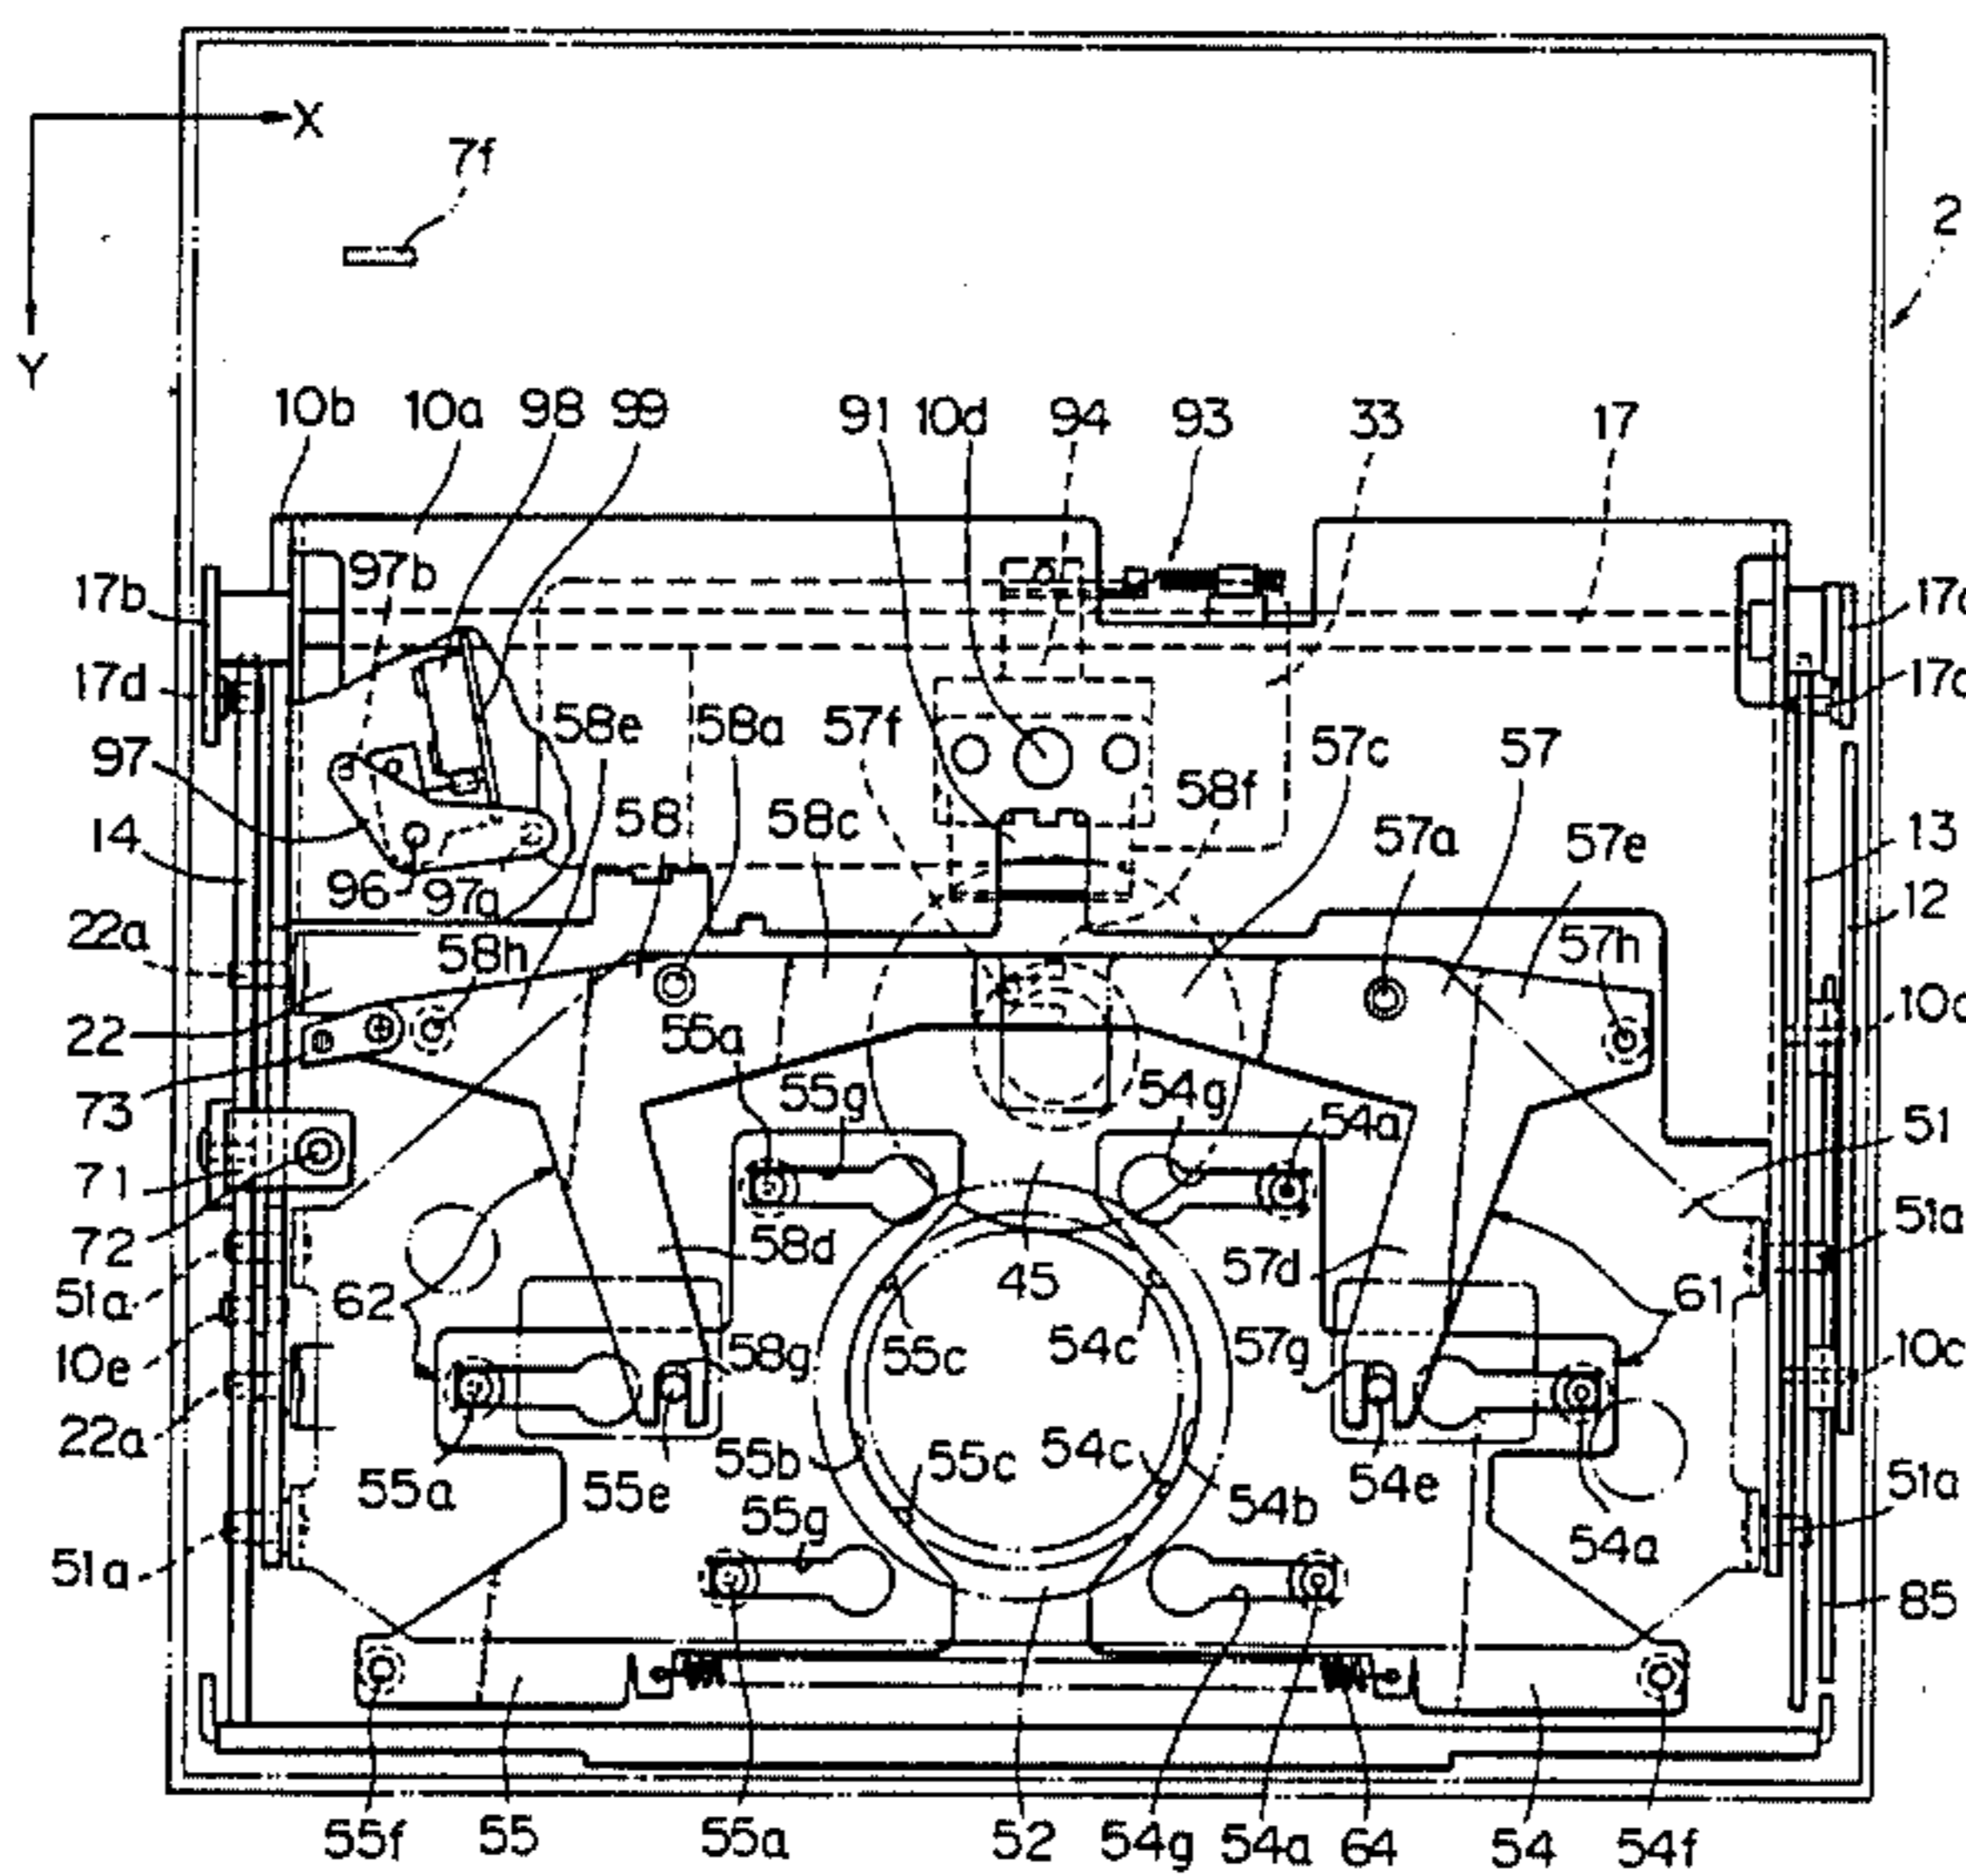 X
7f
2
Y
10b 10a 98 99 91 10d 94 93 33 17
97b
17b
17d
58e 58a 57f 57c 57
97
58f
14 58 58c 57a 57e 13
96 97a 12
22a 58h 57h
22 55a
73 55g 54g 54a 51
71
72 58d 57d 51a
51a 62 45 61
10e 55c 54c 58g 57g 10c
22a 55b 55c 54c
55a 55e 54e 51a
55g 54b
51a 54a
85
55f 55 55a 52 54g 54a 64 54 54f